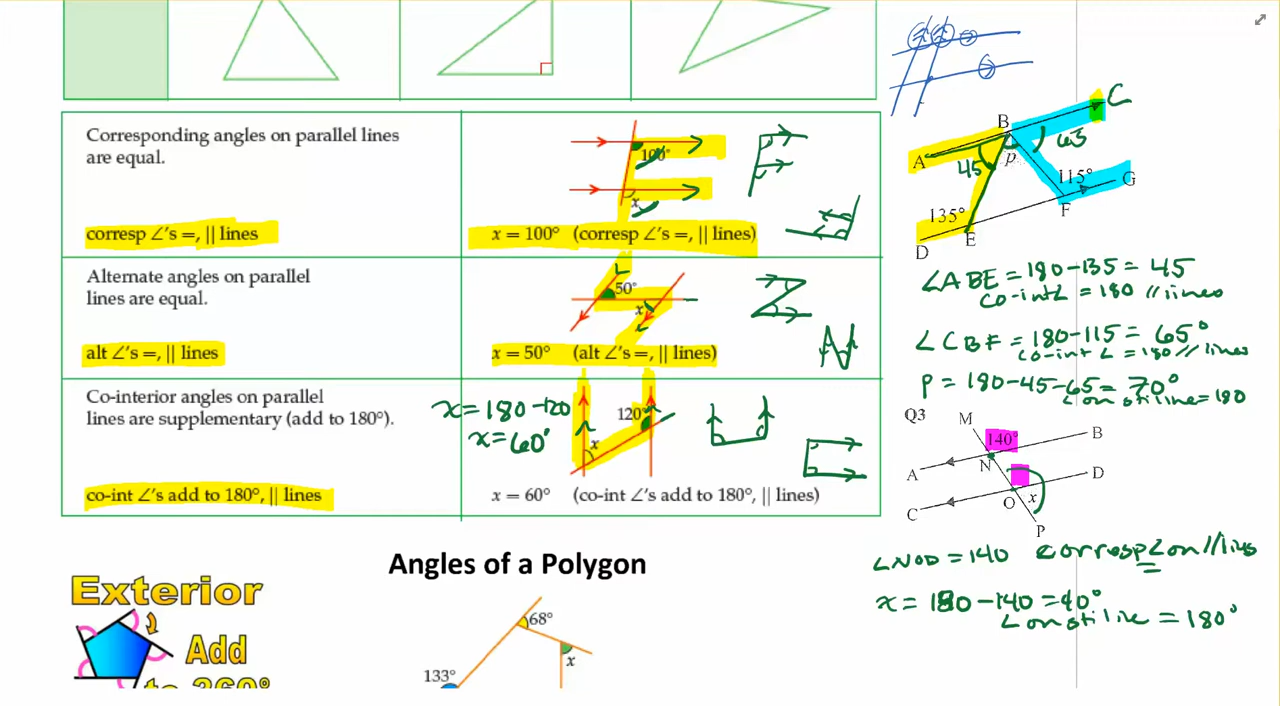 Corresponding angles on parallel lines
are equal.
corresp ∠'s =, || lines
100°
x
x = 100° (corresp ∠'s =, || lines)
Alternate angles on parallel
lines are equal.
alt ∠'s =, || lines
50°
x
x = 50° (alt ∠'s =, || lines)
Co-interior angles on parallel
lines are supplementary (add to 180°).
co-int ∠'s add to 180°, || lines
x = 180 - 120
x = 60°
120°
x
x = 60° (co-int ∠'s add to 180°, || lines)
Angles of a Polygon
Exterior
Add
to 360°
68°
x
133°
C
B
65
A
45
p
115°
G
F
135°
E
D
∠ABE = 180 - 135 = 45
co-int ∠ = 180 // lines
∠CBF = 180 - 115 = 65°
co-int ∠ = 180 // lines
P = 180 - 45 - 65 = 70°
∠ on st line = 180
Q3
M
140°
B
N
A
D
O
x
C
P
∠NOD = 140 corresp ∠ on // lines
x = 180 - 140 = 40°
∠ on st line = 180°